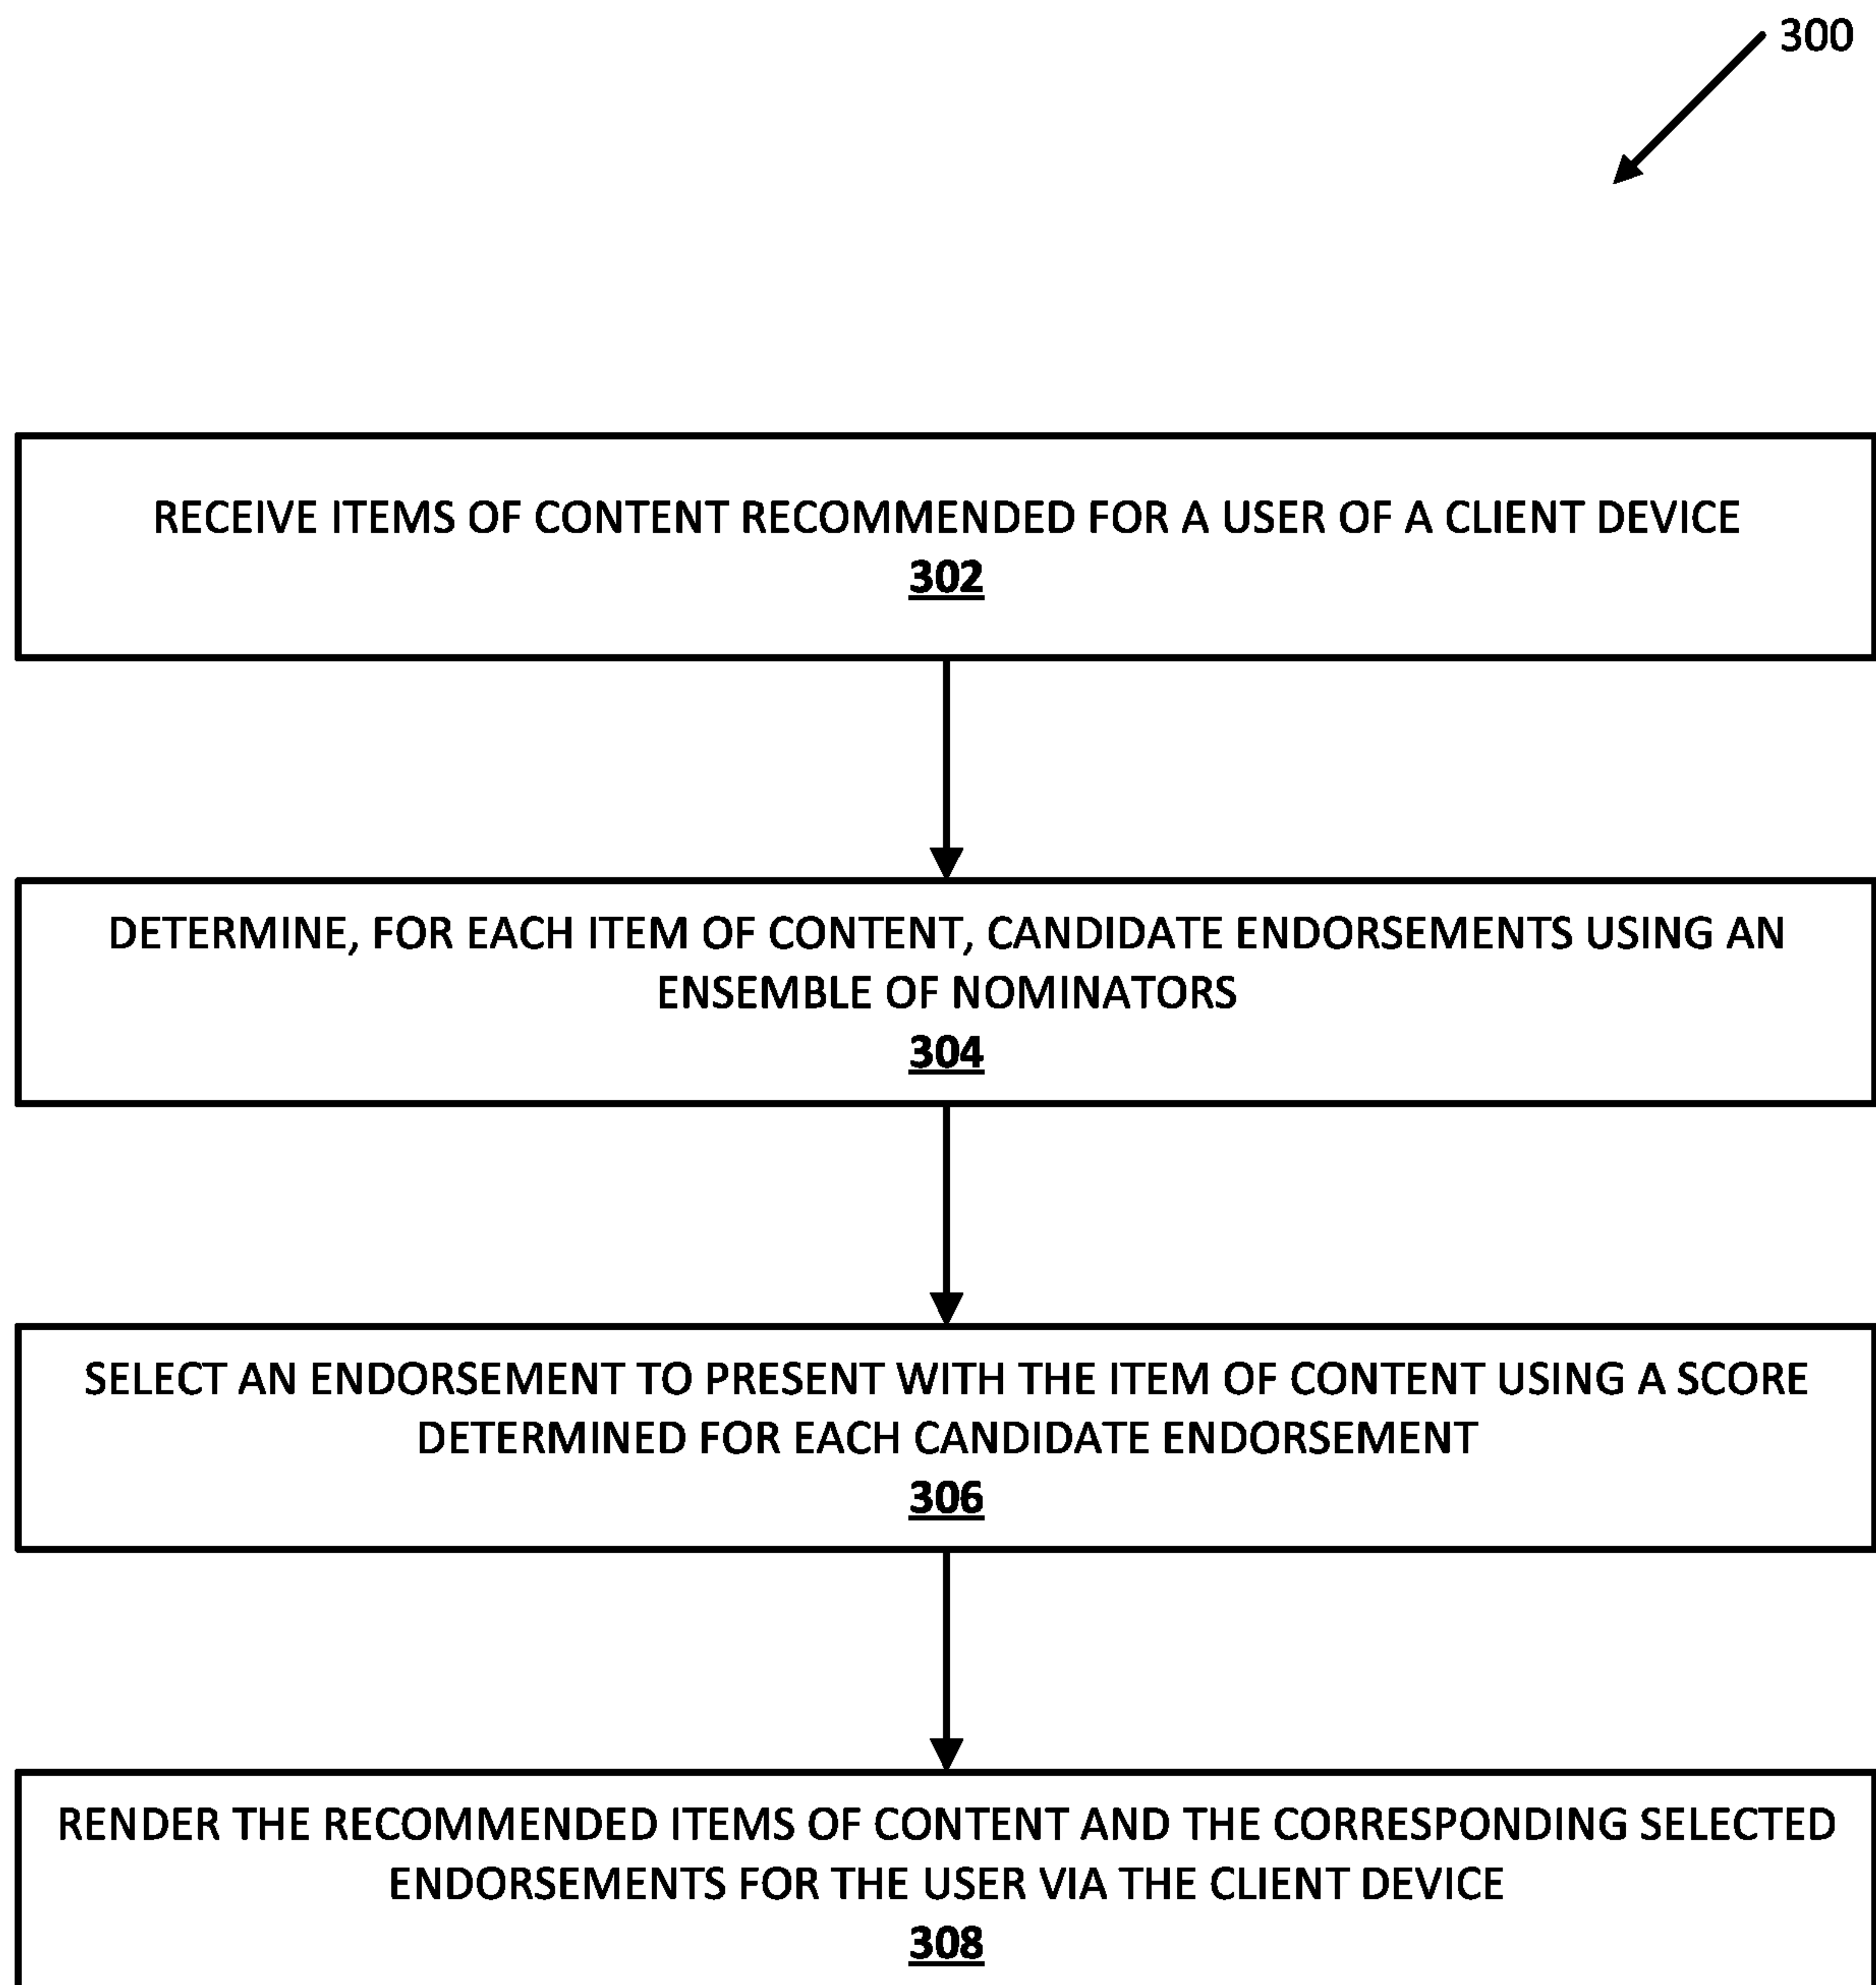 300
RECEIVE ITEMS OF CONTENT RECOMMENDED FOR A USER OF A CLIENT DEVICE
302
DETERMINE, FOR EACH ITEM OF CONTENT, CANDIDATE ENDORSEMENTS USING AN
ENSEMBLE OF NOMINATORS
304
SELECT AN ENDORSEMENT TO PRESENT WITH THE ITEM OF CONTENT USING A SCORE
DETERMINED FOR EACH CANDIDATE ENDORSEMENT
306
RENDER THE RECOMMENDED ITEMS OF CONTENT AND THE CORRESPONDING SELECTED
ENDORSEMENTS FOR THE USER VIA THE CLIENT DEVICE
308